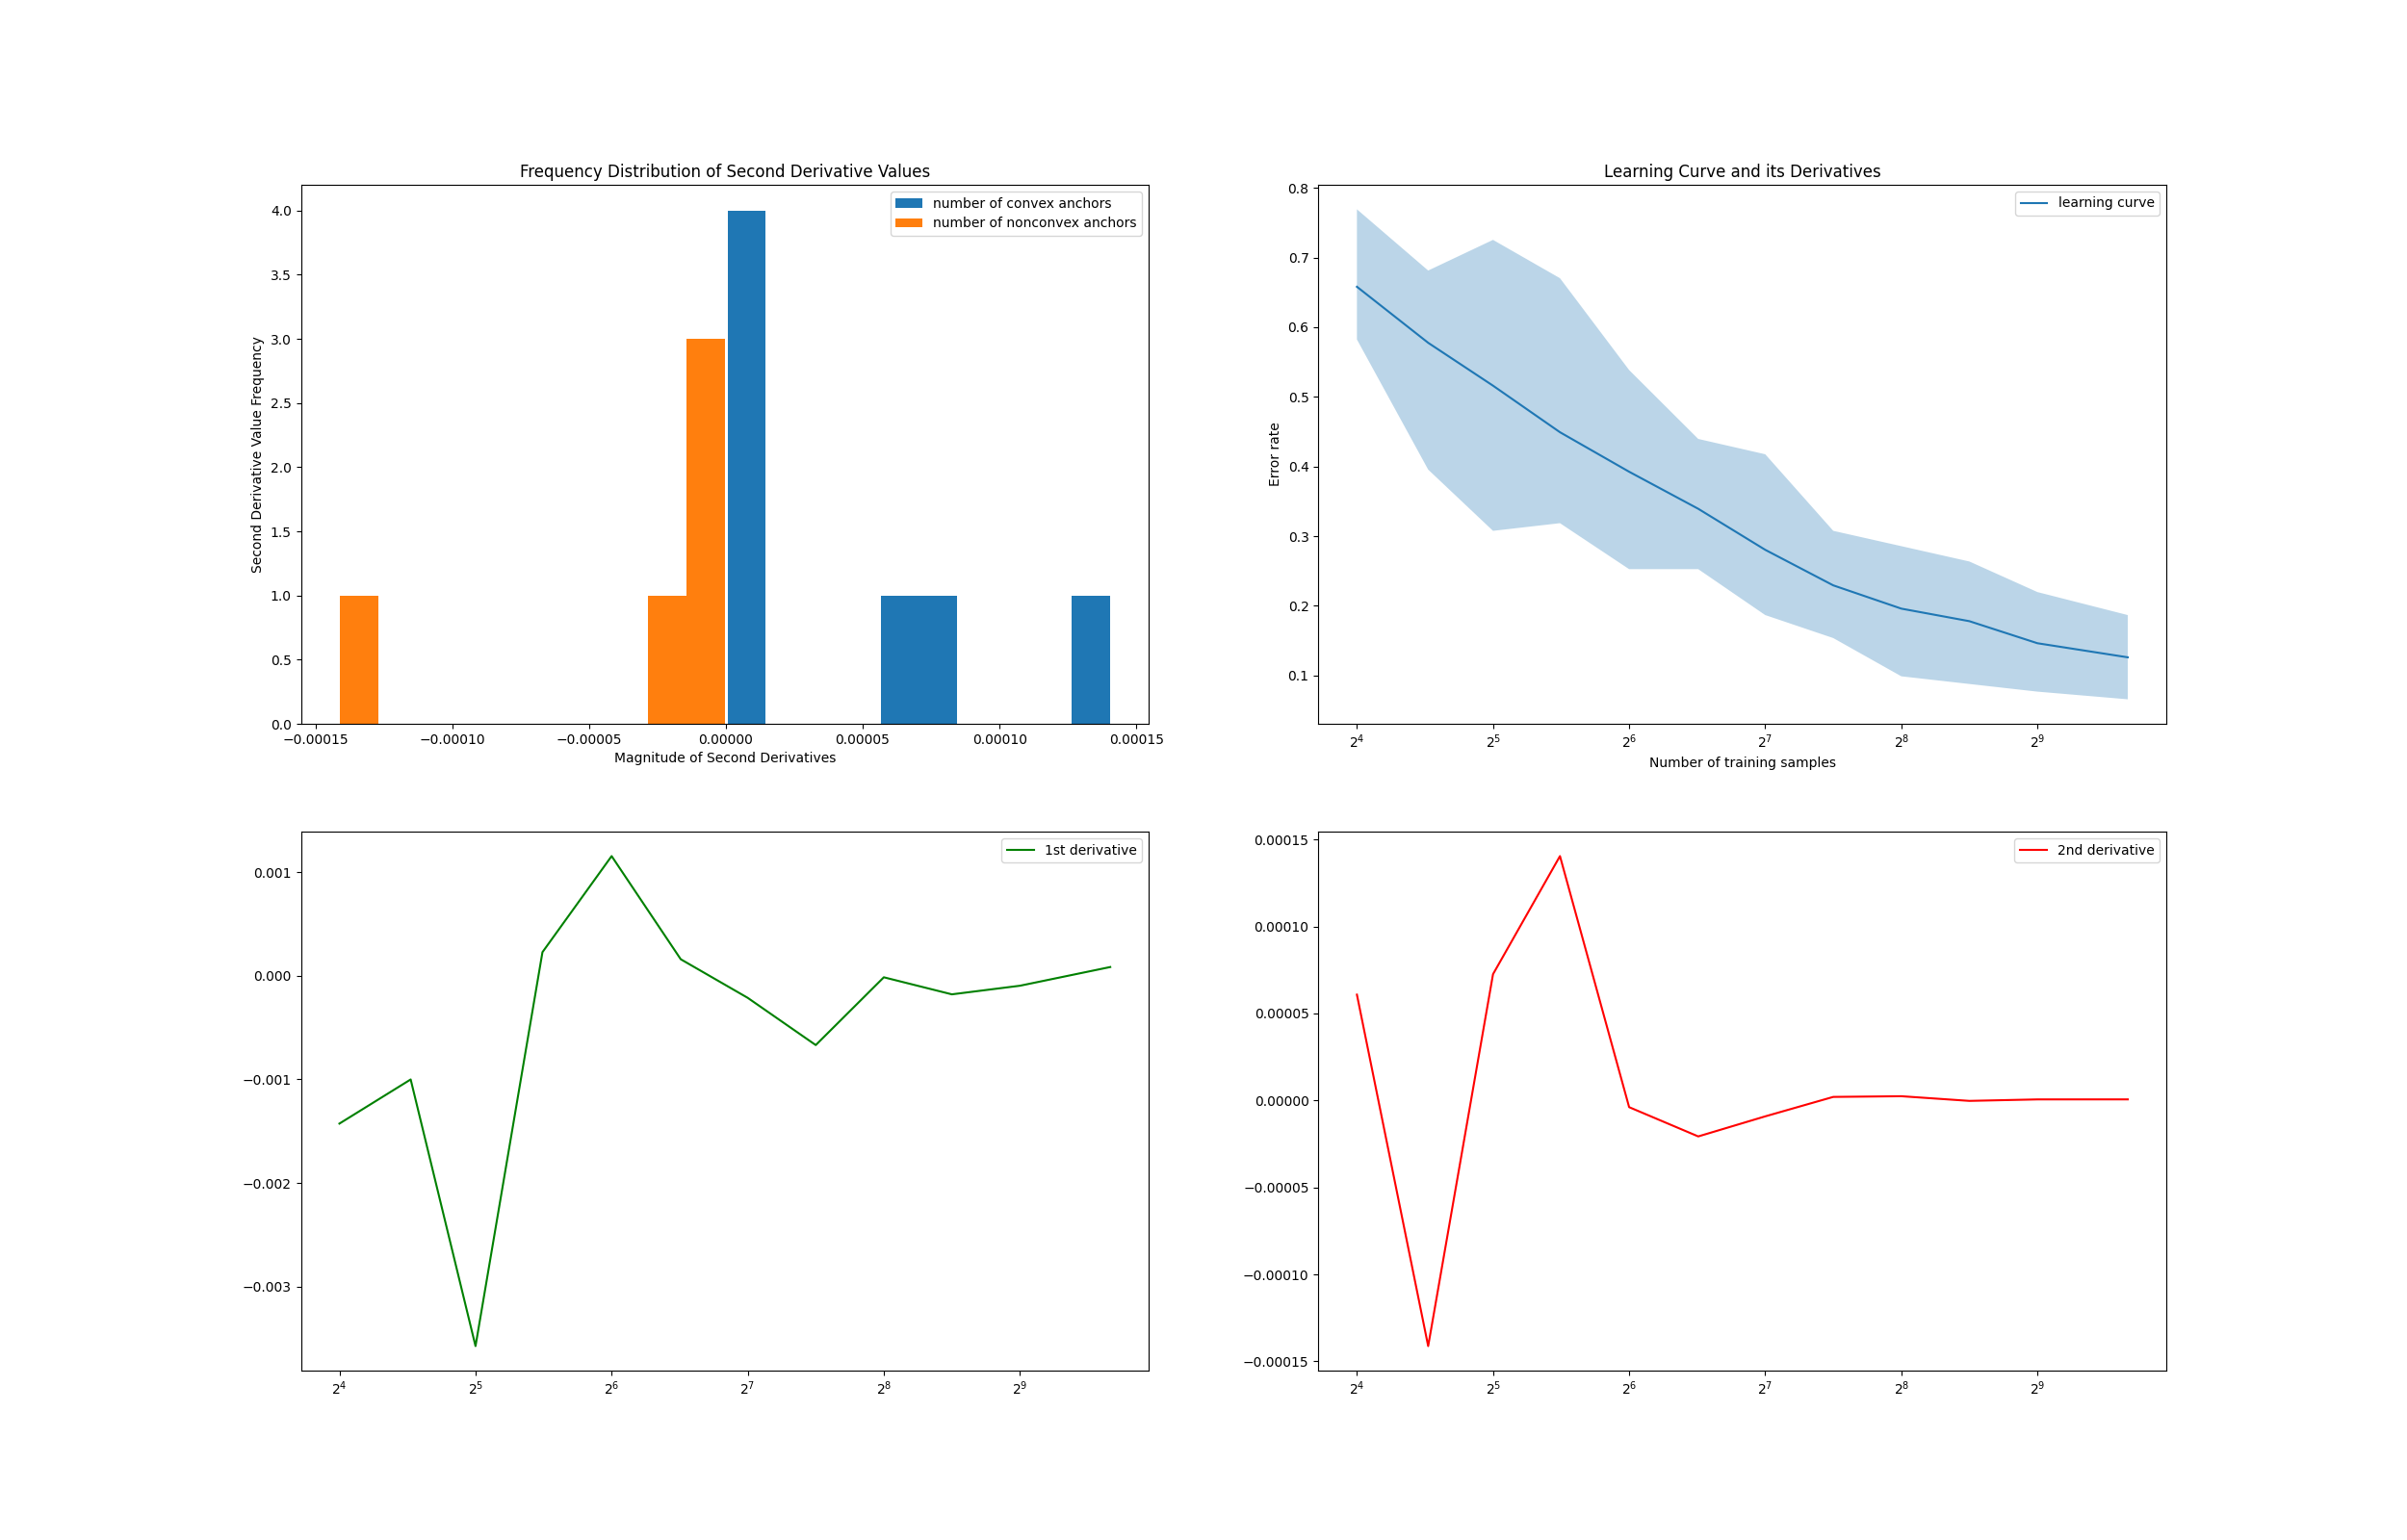 Frequency Distribution of Second Derivative Values
number of convex anchors
number of nonconvex anchors
4.0
3.5
3.0
2.5
2.0
1.5
1.0
0.5
0.0
Second Derivative Value Frequency
−0.00015 −0.00010 −0.00005 0.00000 0.00005 0.00010 0.00015
Magnitude of Second Derivatives
Learning Curve and its Derivatives
learning curve
0.8
0.7
0.6
0.5
0.4
0.3
0.2
0.1
Error rate
2⁴ 2⁵ 2⁶ 2⁷ 2⁸ 2⁹
Number of training samples
1st derivative
0.001
0.000
−0.001
−0.002
−0.003
2⁴ 2⁵ 2⁶ 2⁷ 2⁸ 2⁹
2nd derivative
0.00015
0.00010
0.00005
0.00000
−0.00005
−0.00010
−0.00015
2⁴ 2⁵ 2⁶ 2⁷ 2⁸ 2⁹